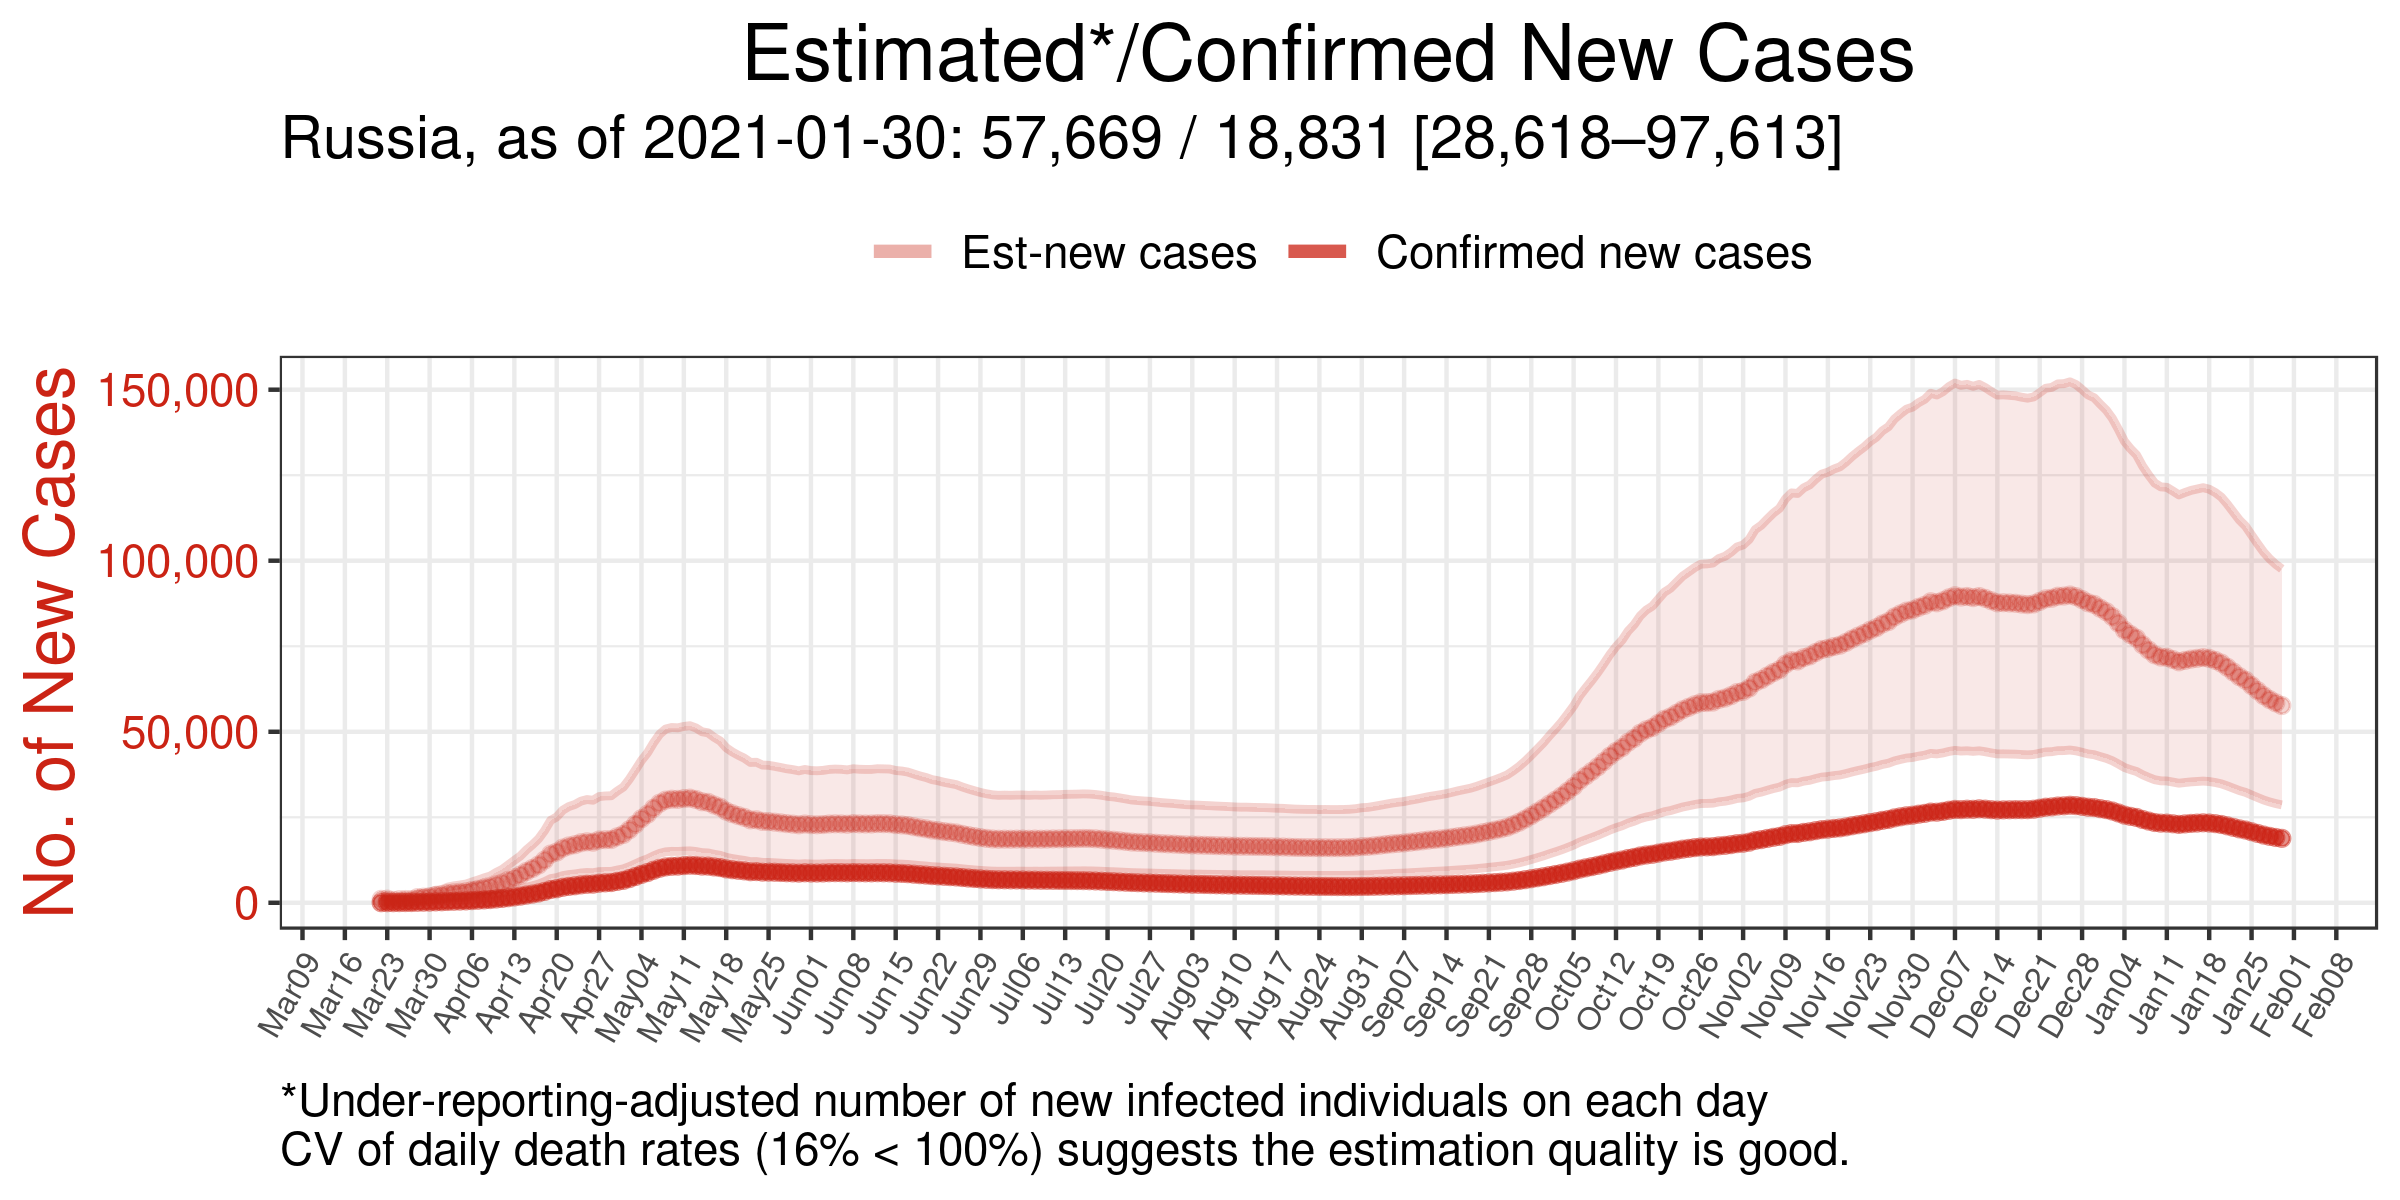 Estimated*/Confirmed New Cases
Russia, as of 2021-01-30: 57,669 / 18,831 [28,618–97,613]
Est-new cases
Confirmed new cases
No. of New Cases
150,000
100,000
50,000
0
Mar09
Mar16
Mar23
Mar30
Apr06
Apr13
Apr20
Apr27
May04
May11
May18
May25
Jun01
Jun08
Jun15
Jun22
Jun29
Jul06
Jul13
Jul20
Jul27
Aug03
Aug10
Aug17
Aug24
Aug31
Sep07
Sep14
Sep21
Sep28
Oct05
Oct12
Oct19
Oct26
Nov02
Nov09
Nov16
Nov23
Nov30
Dec07
Dec14
Dec21
Dec28
Jan04
Jan11
Jan18
Jan25
Feb01
Feb08
*Under-reporting-adjusted number of new infected individuals on each day
CV of daily death rates (16% < 100%) suggests the estimation quality is good.